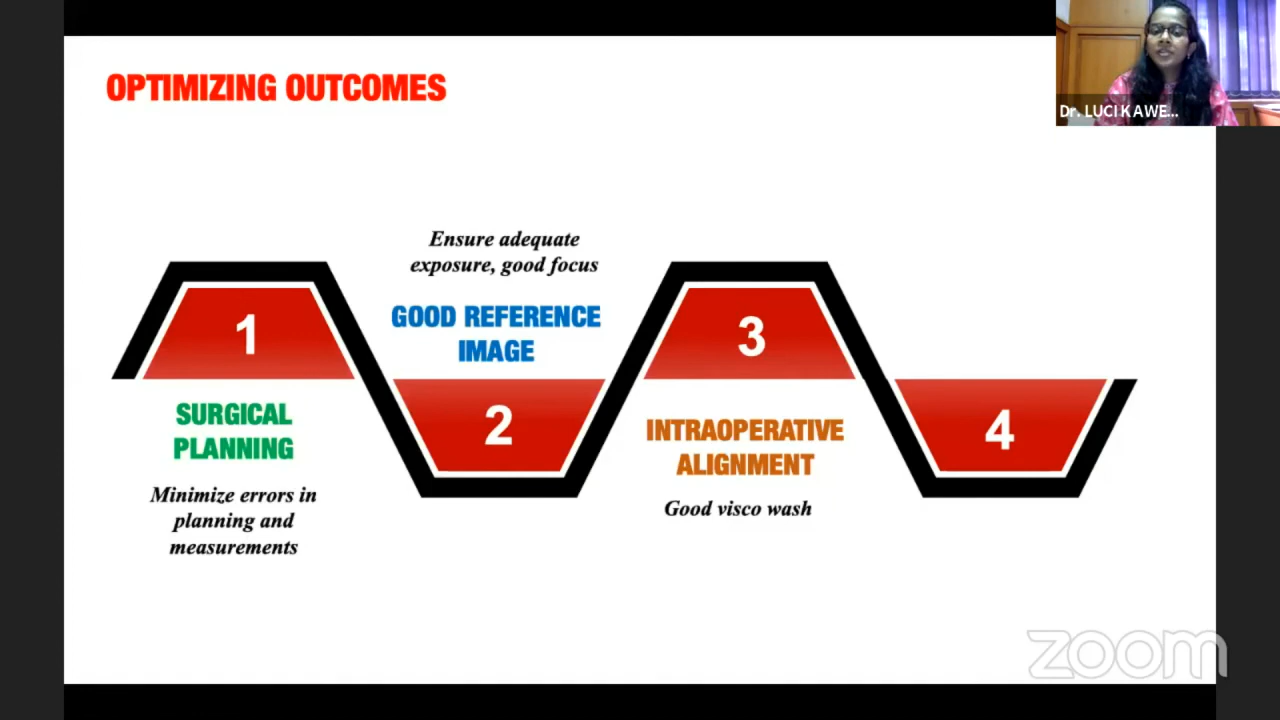 OPTIMIZING OUTCOMES
Dr. LUCI KAWE...
1
SURGICAL
PLANNING
Minimize errors in
planning and
measurements
Ensure adequate
exposure, good focus
GOOD REFERENCE
IMAGE
2
3
INTRAOPERATIVE
ALIGNMENT
Good visco wash
4
zoom